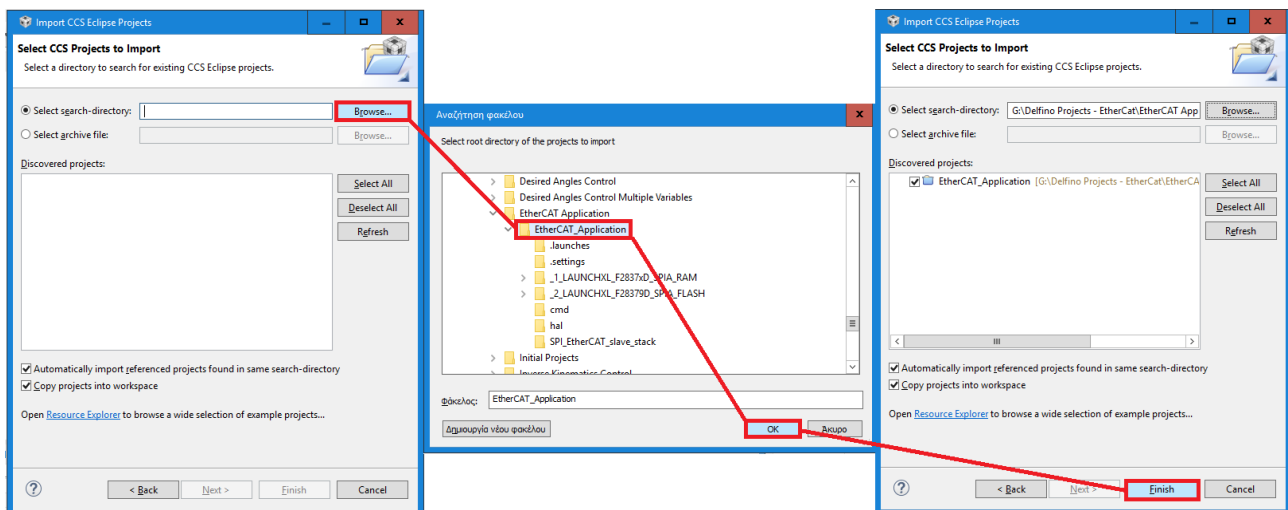 Import CCS Eclipse Projects
Select CCS Projects to Import
Select a directory to search for existing CCS Eclipse projects.
Select search-directory:
Browse...
Select archive file:
Browse...
Discovered projects:
Select All
Deselect All
Refresh
Automatically import referenced projects found in same search-directory
Copy projects into workspace
Open Resource Explorer to browse a wide selection of example projects...
?
< Back
Next >
Finish
Cancel
Αναζήτηση φακέλου
Select root directory of the projects to import
Desired Angles Control
Desired Angles Control Multiple Variables
EtherCAT Application
EtherCAT_Application
.launches
.settings
_1_LAUNCHXL_F2837xD_SPIA_RAM
_2_LAUNCHXL_F28379D_SPIA_FLASH
cmd
hal
SPI_EtherCAT_slave_stack
Initial Projects
Inverse Kinematics Control
Φάκελος:
EtherCAT_Application
Δημιουργία νέου φακέλου
OK
Άκυρο
Import CCS Eclipse Projects
Select CCS Projects to Import
Select a directory to search for existing CCS Eclipse projects.
Select search-directory:
G:\Delfino Projects - EtherCat\EtherCAT App
Browse...
Select archive file:
Browse...
Discovered projects:
EtherCAT_Application [G:\Delfino Projects - EtherCat\EtherCA
Select All
Deselect All
Refresh
Automatically import referenced projects found in same search-directory
Copy projects into workspace
Open Resource Explorer to browse a wide selection of example projects...
?
< Back
Next >
Finish
Cancel